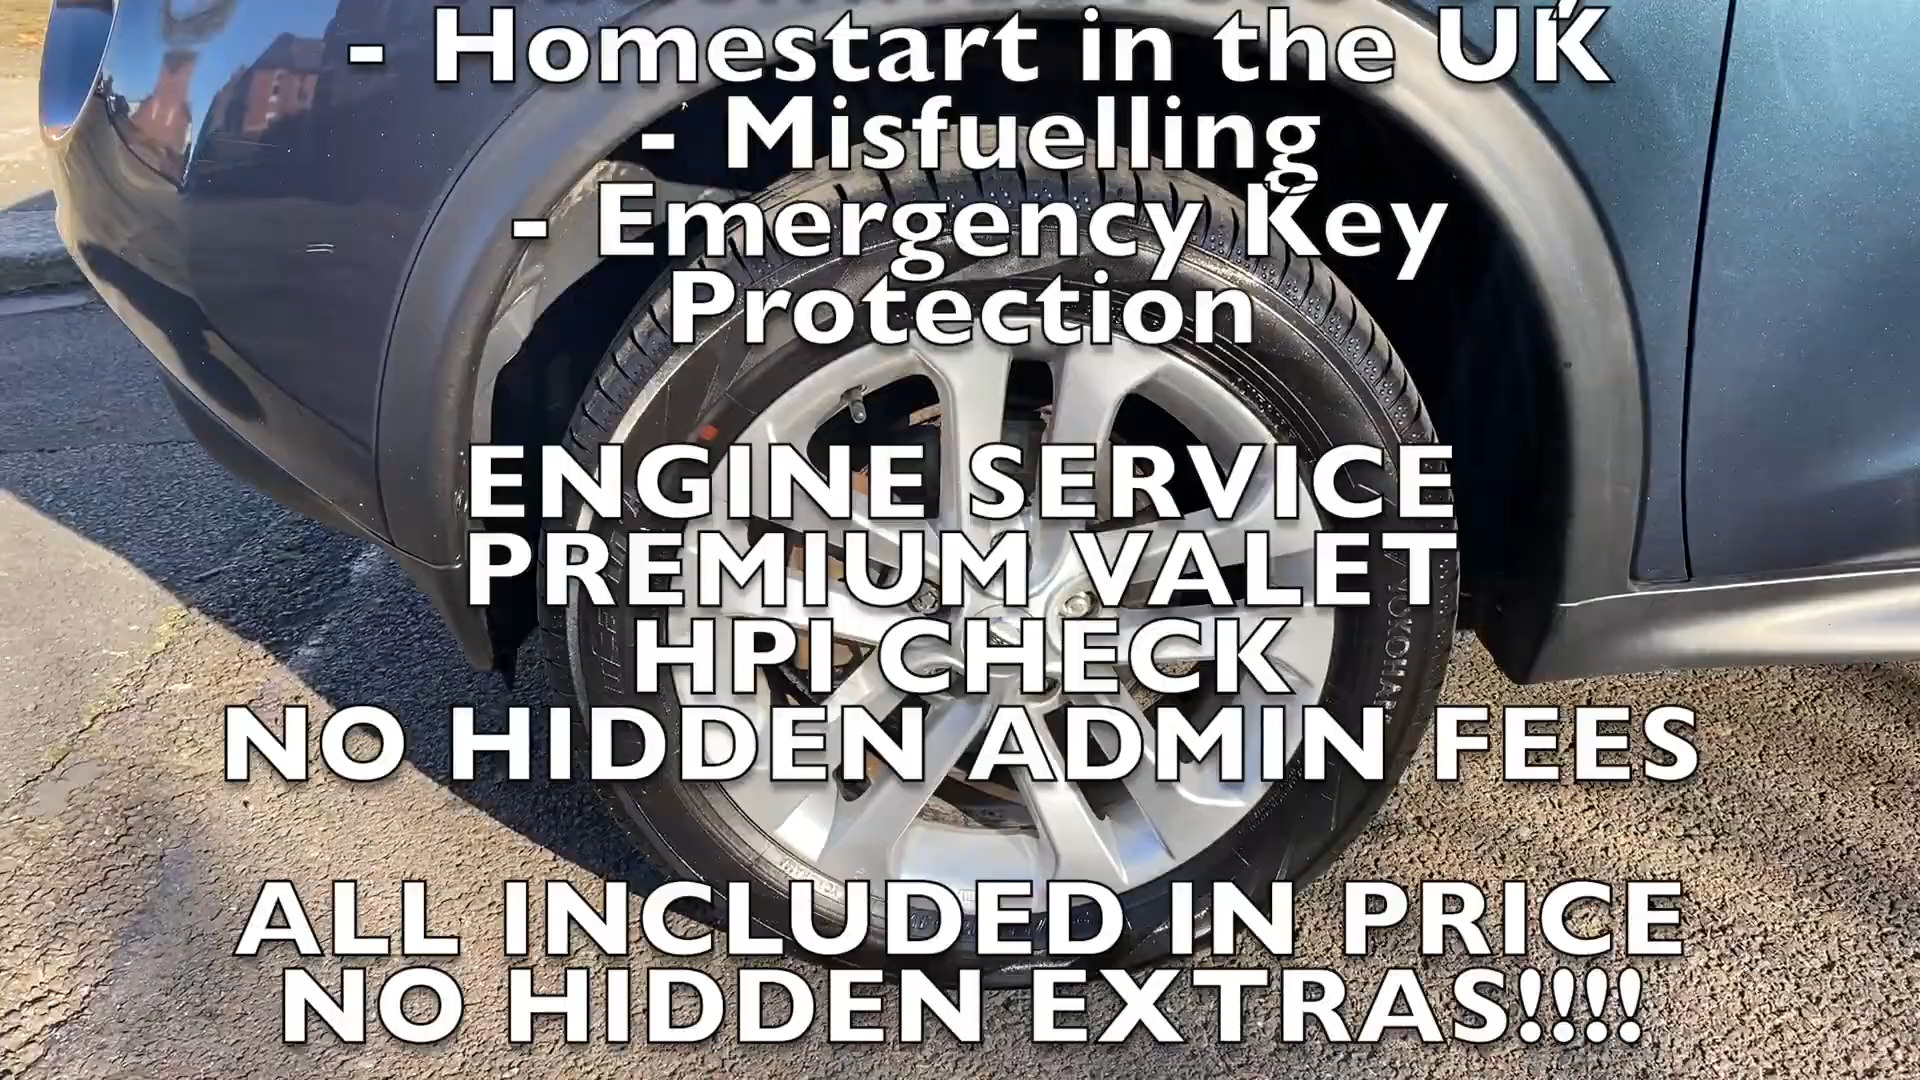 - Homestart in the UK
- Misfuelling
- Emergency Key
Protection
ENGINE SERVICE
PREMIUM VALET
HPI CHECK
NO HIDDEN ADMIN FEES
ALL INCLUDED IN PRICE
NO HIDDEN EXTRAS!!!!
YOKOHAMA